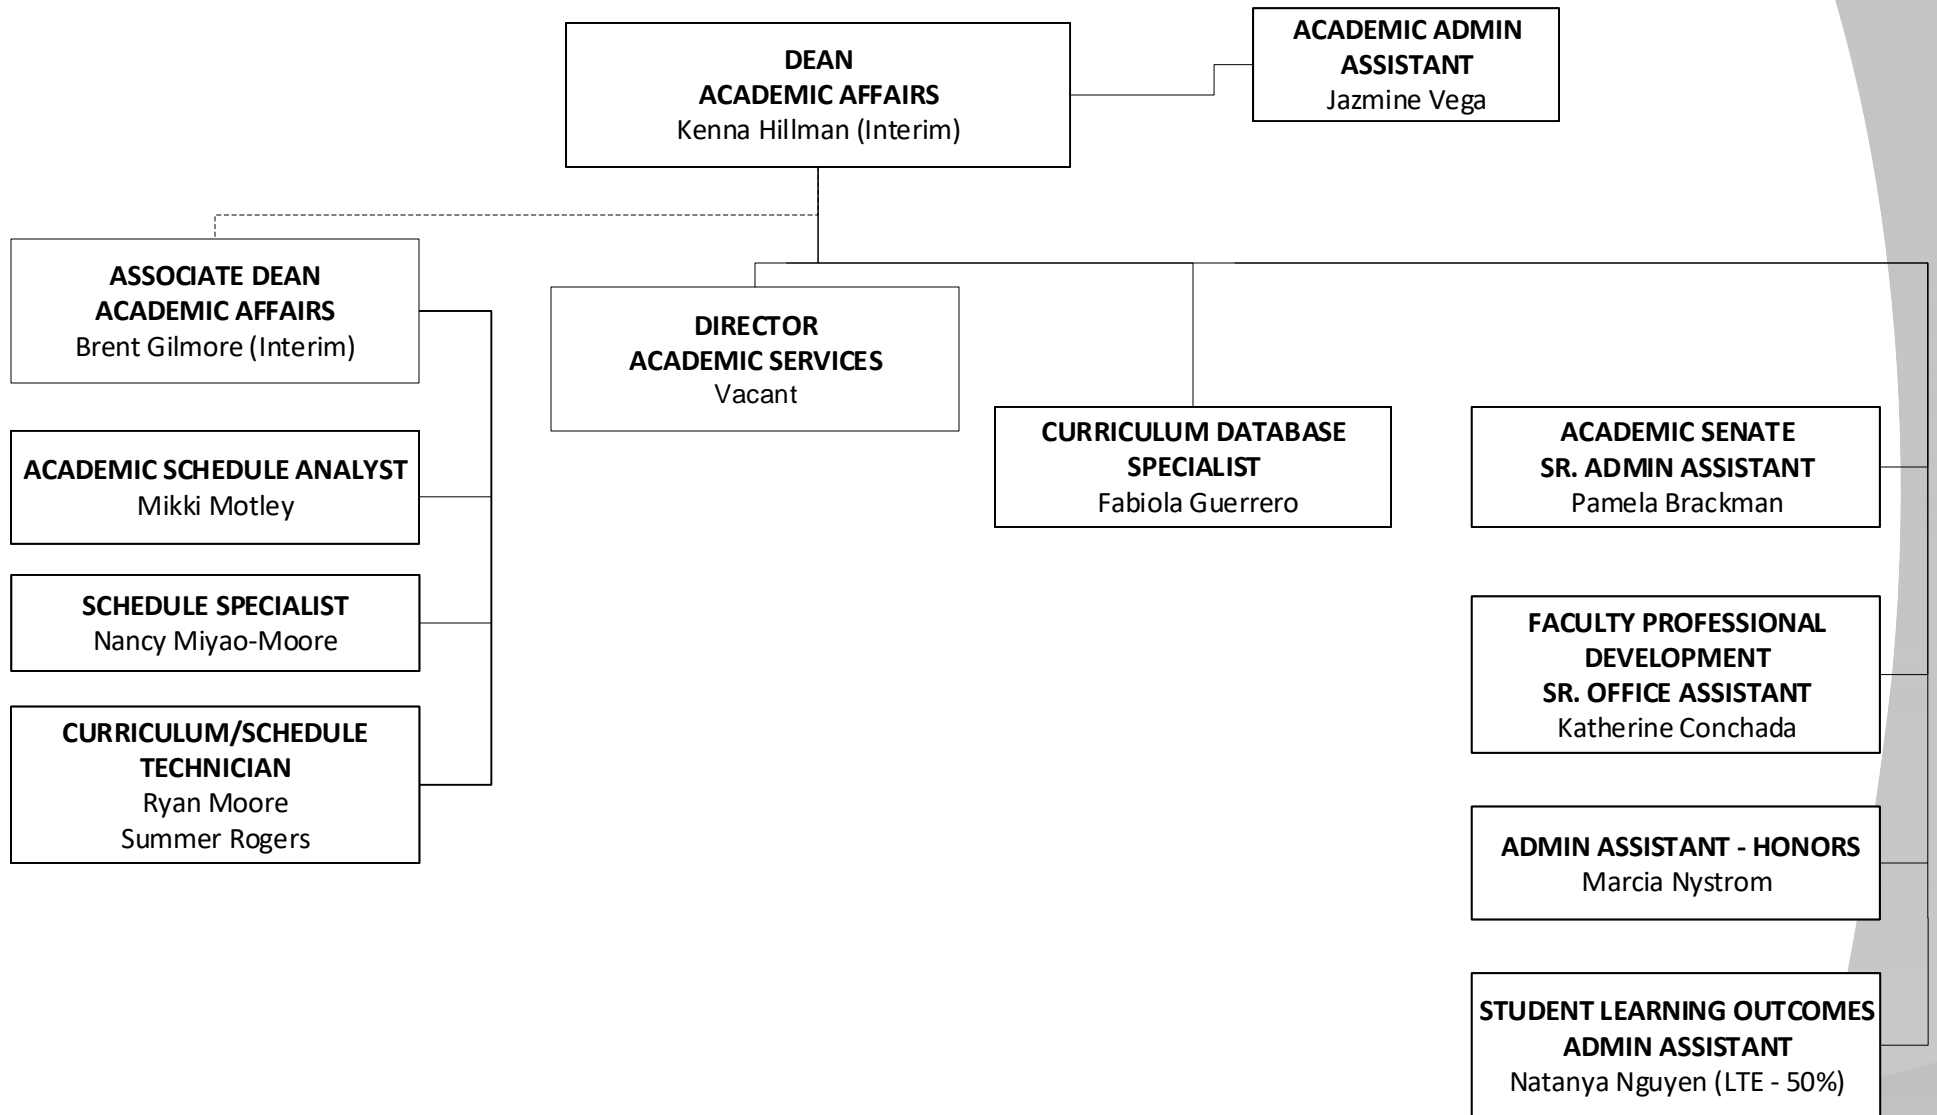 DEAN
ACADEMIC AFFAIRS
Kenna Hillman (Interim)
ACADEMIC ADMIN
ASSISTANT
Jazmine Vega
ASSOCIATE DEAN
ACADEMIC AFFAIRS
Brent Gilmore (Interim)
DIRECTOR
ACADEMIC SERVICES
Vacant
ACADEMIC SCHEDULE ANALYST
Mikki Motley
CURRICULUM DATABASE
SPECIALIST
Fabiola Guerrero
ACADEMIC SENATE
SR. ADMIN ASSISTANT
Pamela Brackman
SCHEDULE SPECIALIST
Nancy Miyao-Moore
FACULTY PROFESSIONAL
DEVELOPMENT
SR. OFFICE ASSISTANT
Katherine Conchada
CURRICULUM/SCHEDULE
TECHNICIAN
Ryan Moore
Summer Rogers
ADMIN ASSISTANT - HONORS
Marcia Nystrom
STUDENT LEARNING OUTCOMES
ADMIN ASSISTANT
Natanya Nguyen (LTE - 50%)